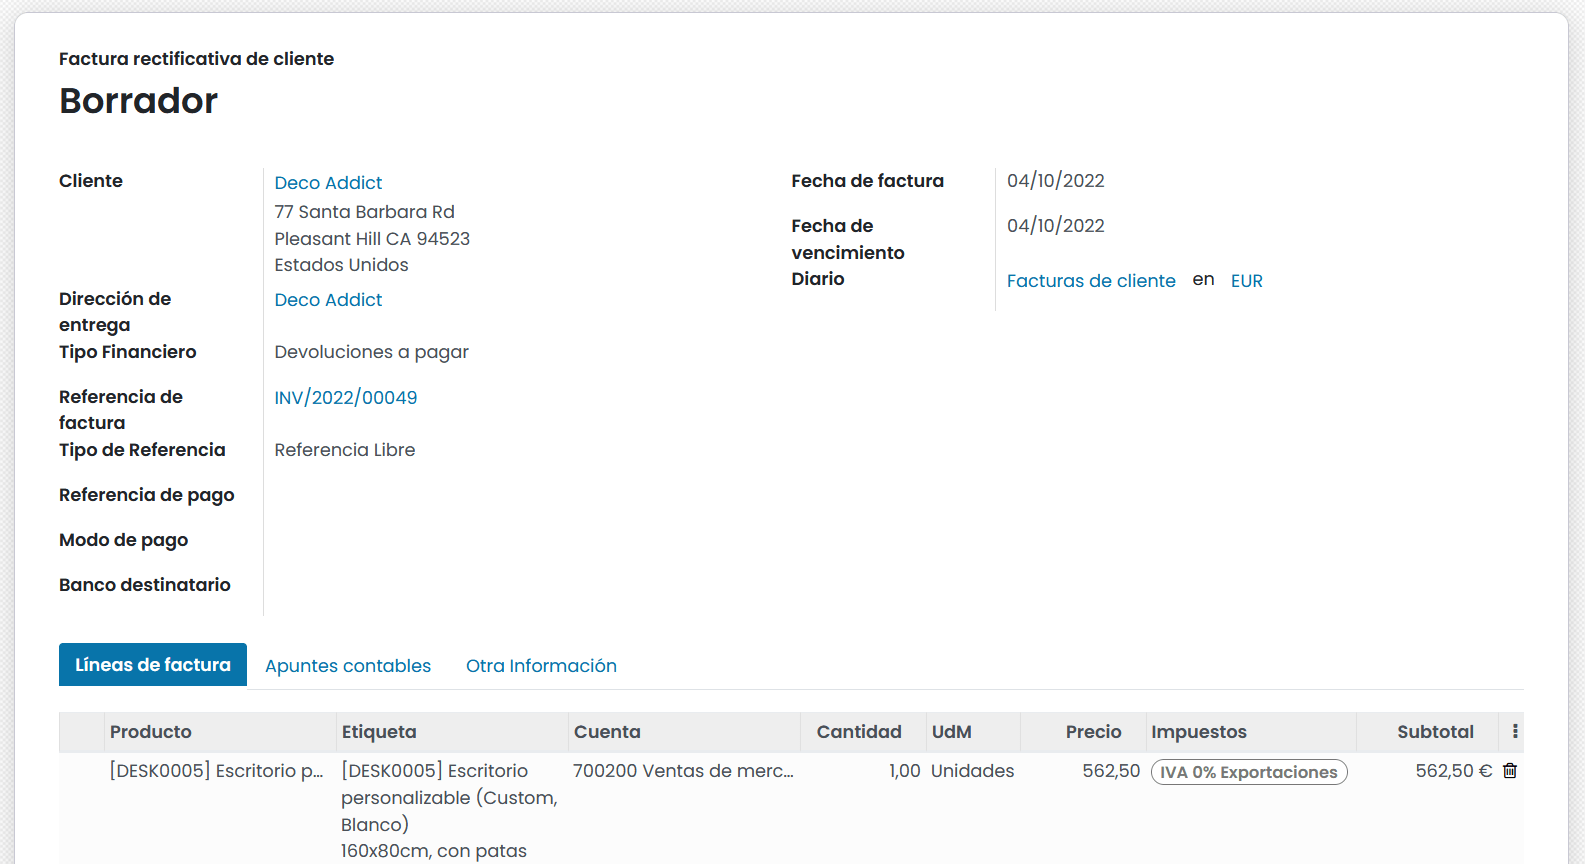 Factura rectificativa de cliente
Borrador
Cliente
Deco Addict
77 Santa Barbara Rd
Pleasant Hill CA 94523
Estados Unidos
Dirección de
entrega
Deco Addict
Tipo Financiero
Devoluciones a pagar
Referencia de
factura
INV/2022/00049
Tipo de Referencia
Referencia Libre
Referencia de pago
Modo de pago
Banco destinatario
Fecha de factura
04/10/2022
Fecha de
vencimiento
04/10/2022
Diario
Facturas de cliente en EUR
Líneas de factura Apuntes contables Otra Información
Producto Etiqueta Cuenta Cantidad UdM Precio Impuestos Subtotal
[DESK0005] Escritorio p... [DESK0005] Escritorio 700200 Ventas de merc... 1,00 Unidades 562,50 IVA 0% Exportaciones 562,50 €
personalizable (Custom,
Blanco)
160x80cm, con patas